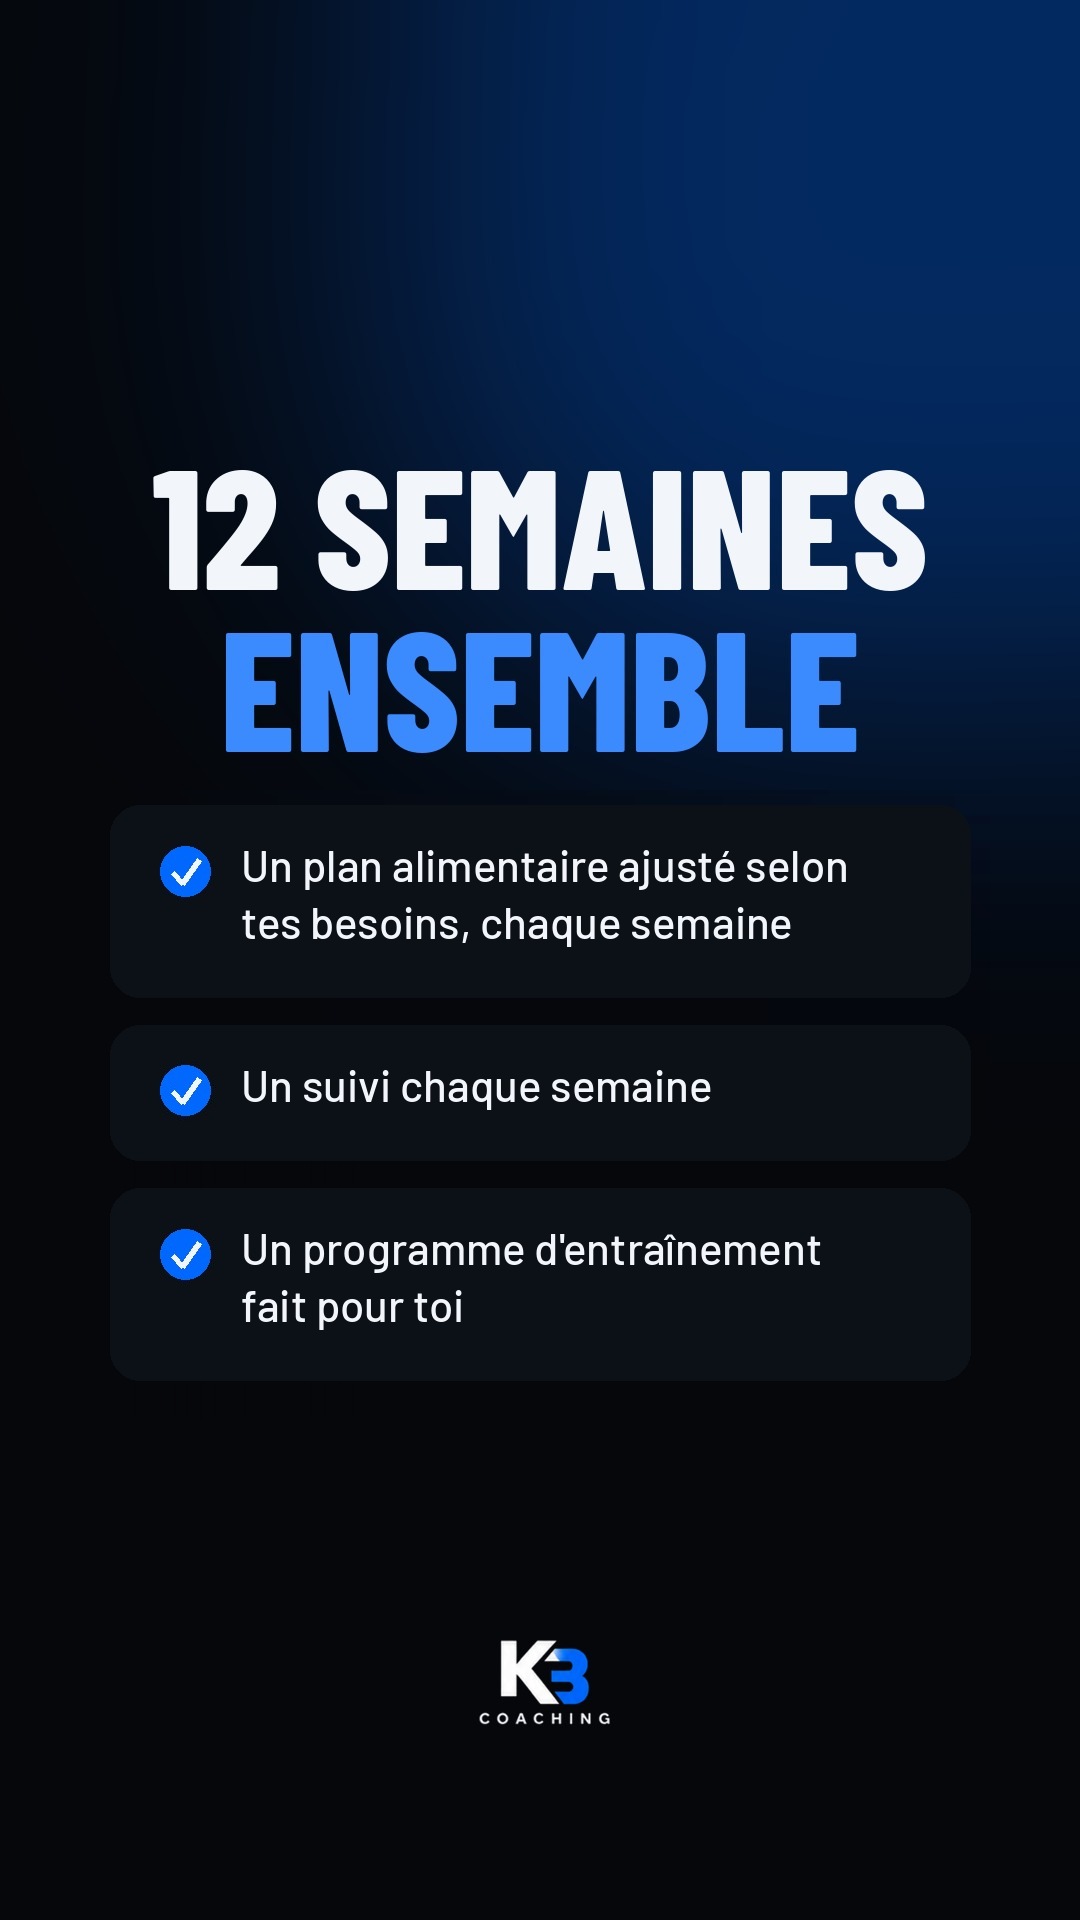 12 SEMAINES
ENSEMBLE
Un plan alimentaire ajusté selon
tes besoins, chaque semaine
Un suivi chaque semaine
Un programme d'entraînement
fait pour toi
KB
COACHING